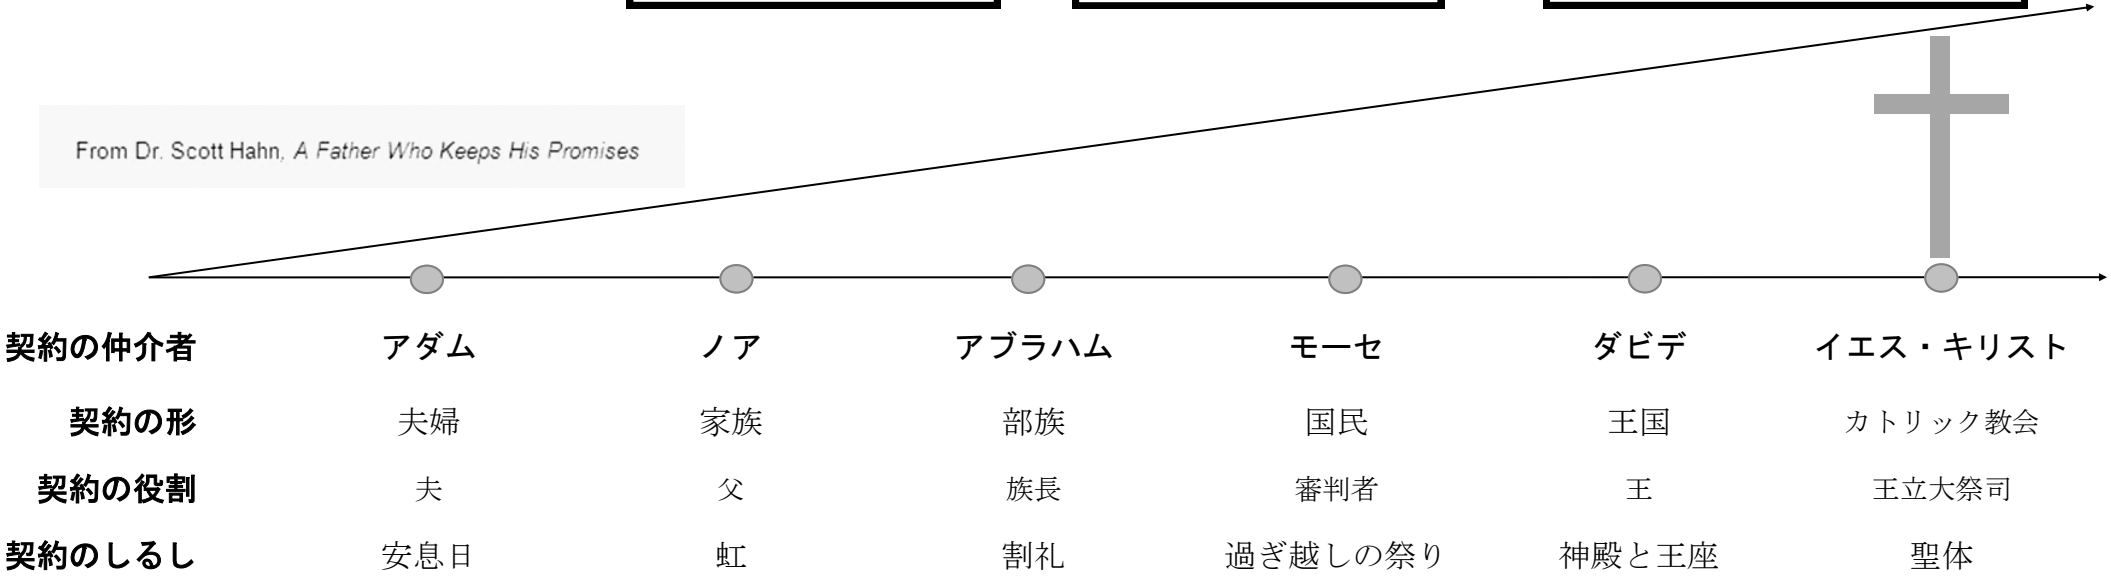 From Dr. Scott Hahn, A Father Who Keeps His Promises
契約の仲介者 アダム ノア アブラハム モーセ ダビデ イエス・キリスト
契約の形 夫婦 家族 部族 国民 王国 カトリック教会
契約の役割 夫 父 族長 審判者 王 王立大祭司
契約のしるし 安息日 虹 割礼 過ぎ越しの祭り 神殿と王座 聖体